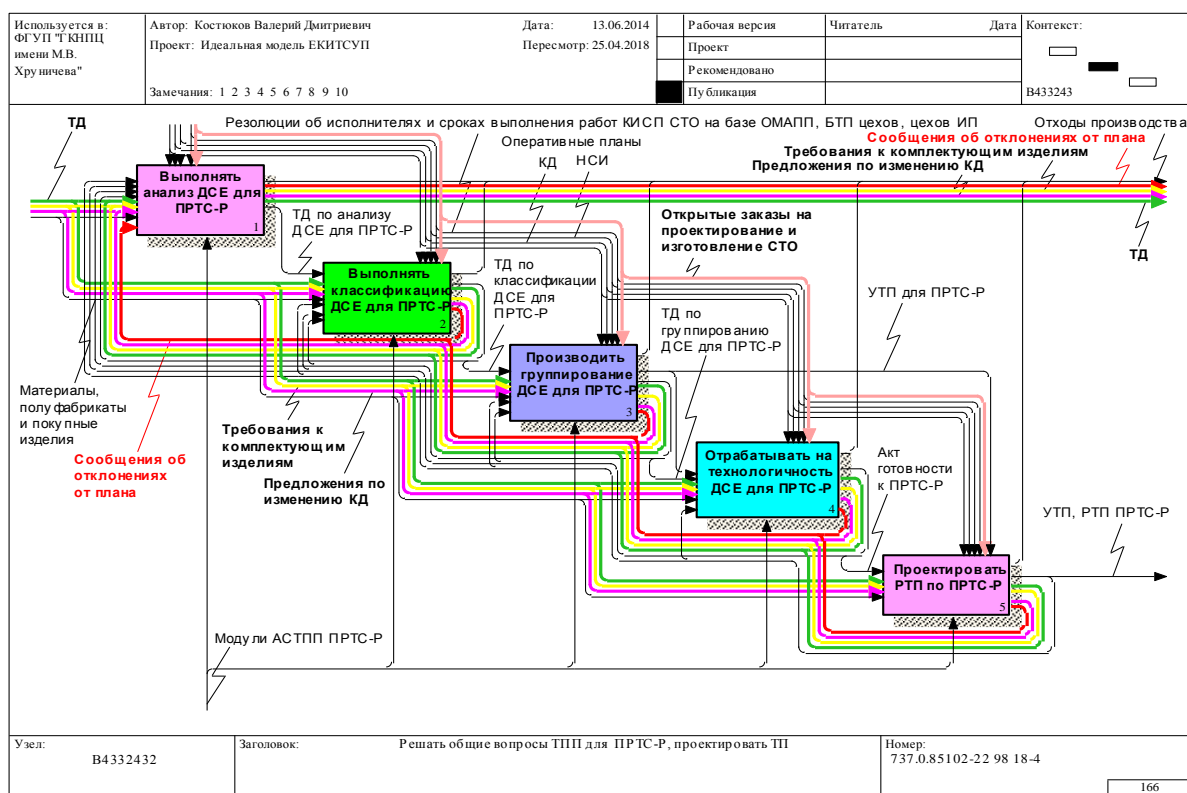 Используется в:
ФГУП "ГКНПЦ
имени М.В.
Хруничева"
Автор: Костюков Валерий Дмитриевич
Проект: Идеальная модель ЕКИТСУП
Замечания: 1 2 3 4 5 6 7 8 9 10
Дата: 13.06.2014
Пересмотр: 25.04.2018
Рабочая версия
Проект
Рекомендовано
Публикация
Читатель Дата
Контекст:
B433243
ТД
Резолюции об исполнителях и сроках выполнения работ КИСП СТО на базе ОМАПП, БТП цехов, цехов ИП
Отходы производства
Оперативные планы
Сообщения об отклонениях от плана
КД
НСИ
Требования к комплектующим изделиям
Предложения по изменению КД
ТД
Выполнять
анализ ДСЕ для
ПРТС-Р
1
ТД по анализу
ДСЕ для ПРТС-Р
Открытые заказы на
проектирование и
изготовление СТО
Выполнять
классификацию
ДСЕ для ПРТС-Р
2
ТД по
классификации
ДСЕ для
ПРТС-Р
УТП для ПРТС-Р
ТД по
группированию
ДСЕ для ПРТС-Р
Производить
группирование
ДСЕ для ПРТС-Р
3
Материалы,
полуфабрикаты
и покупные
изделия
Сообщения об
отклонениях
от плана
Требования к
комплектующим
изделиям
Предложения по
изменению КД
Отрабатывать на
технологичность
ДСЕ для ПРТС-Р
4
Акт
готовности
к ПРТС-Р
УТП, РТП ПРТС-Р
Проектировать
РТП по ПРТС-Р
5
Модули АСТПП ПРТС-Р
Узел:
B4332432
Заголовок:
Решать общие вопросы ТПП для ПРТС-Р, проектировать ТП
Номер:
737.0.85102-22 98 18-4
166